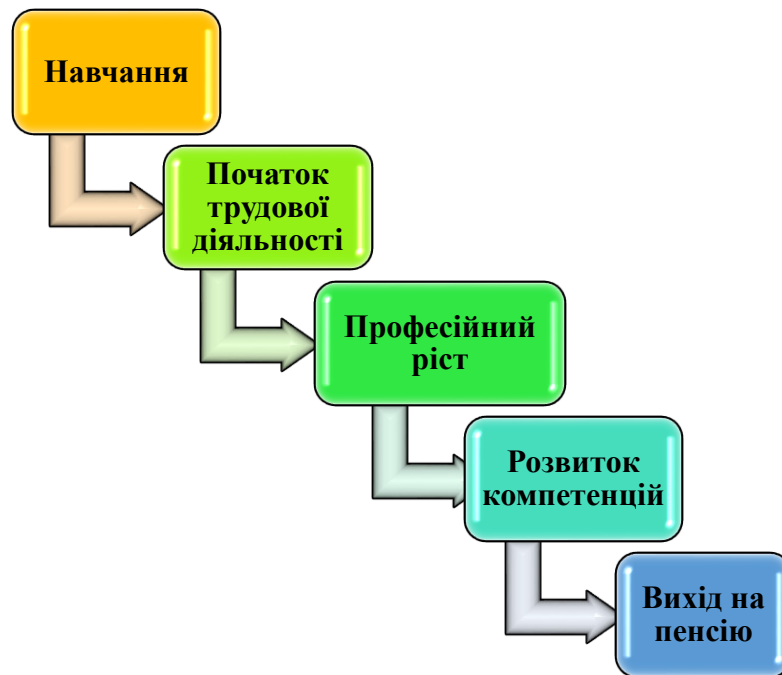 Навчання
Початок
трудової
діяльності
Професійний
ріст
Розвиток
компетенцій
Вихід на
пенсію